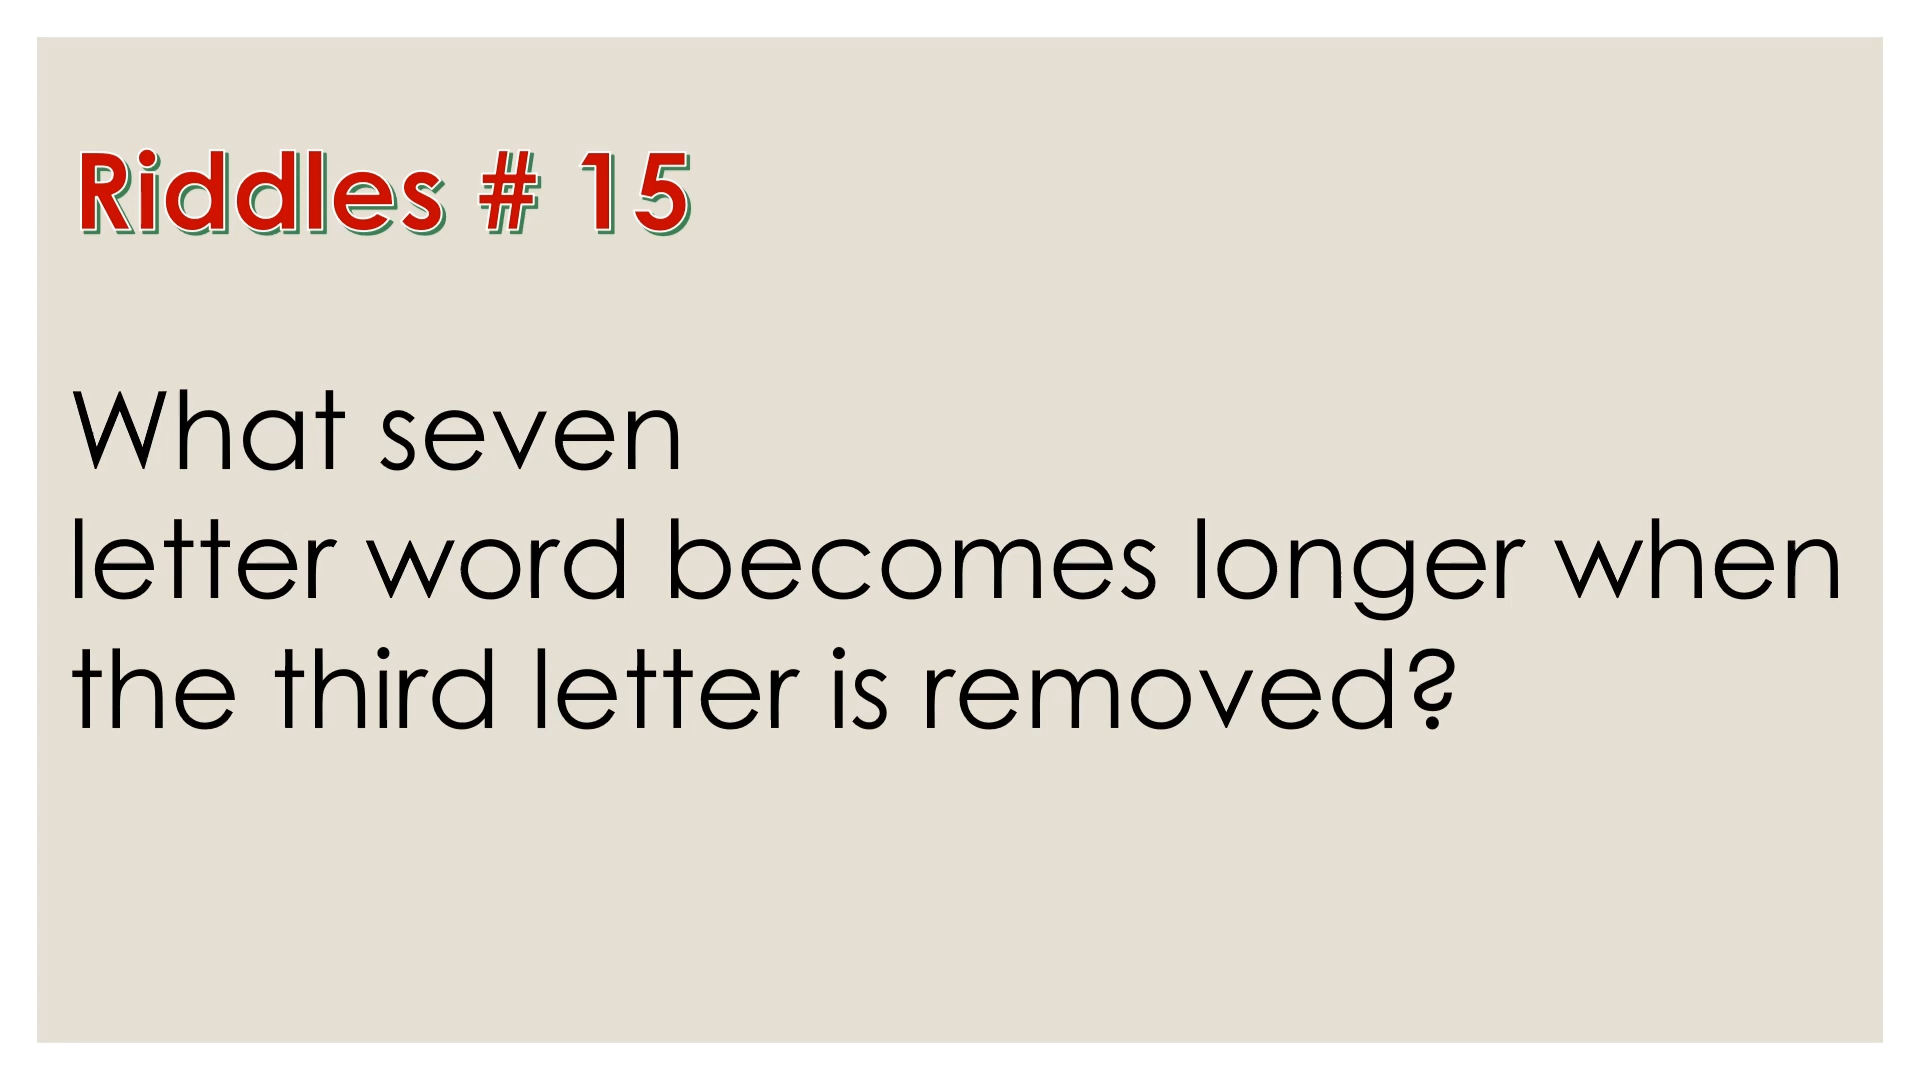 Riddles # 15
What seven
letter word becomes longer when
the third letter is removed?